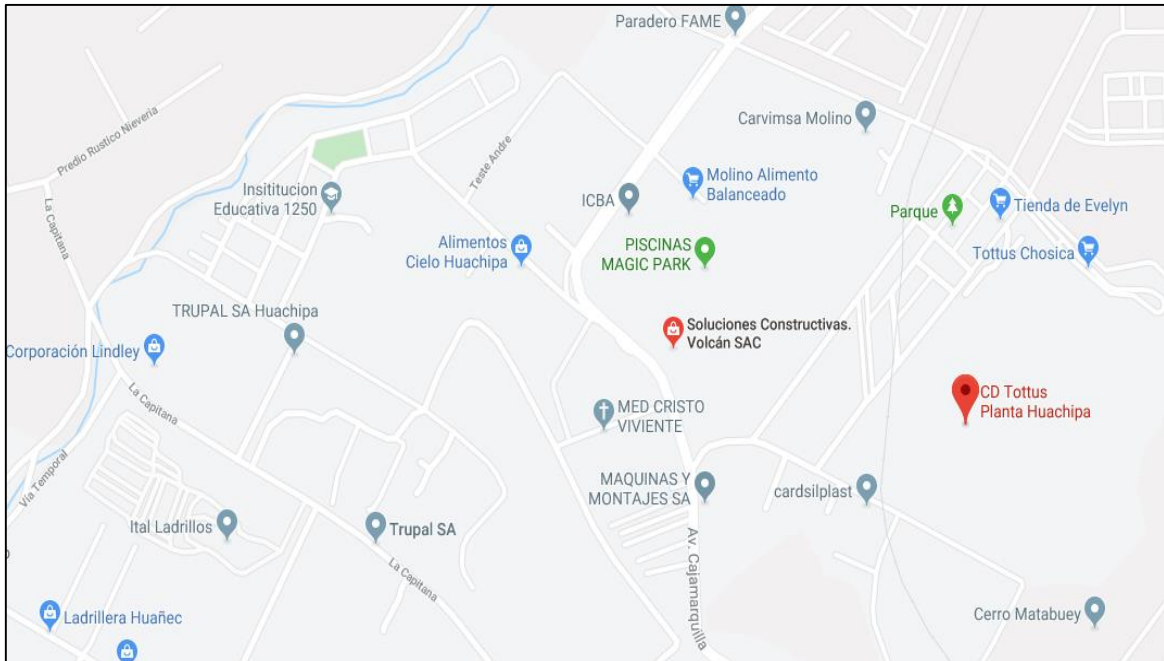 Paradero FAME
Carvimsa Molino
Predio Rustico Nieveria
Teste Andre
Insititucion
Educativa 1250
Molino Alimento
Balanceado
ICBA
Parque
Tienda de Evelyn
La Capitana
Alimentos
Cielo Huachipa
PISCINAS
MAGIC PARK
Tottus Chosica
TRUPAL SA Huachipa
Soluciones Constructivas.
Volcán SAC
Corporación Lindley
La Capitana
CD Tottus
Planta Huachipa
MED CRISTO
VIVIENTE
Vía Temporal
MAQUINAS Y
MONTAJES SA
cardsilplast
Ital Ladrillos
Trupal SA
La Capitana
Av. Cajamarquilla
Ladrillera Huañec
Cerro Matabuey